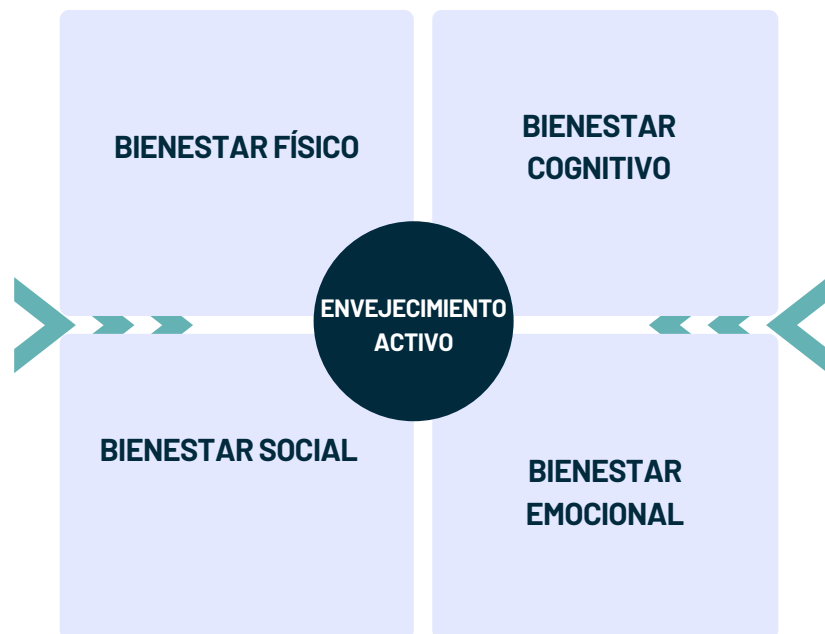 BIENESTAR FÍSICO
BIENESTAR
COGNITIVO
ENVEJECIMIENTO
ACTIVO
BIENESTAR SOCIAL
BIENESTAR
EMOCIONAL